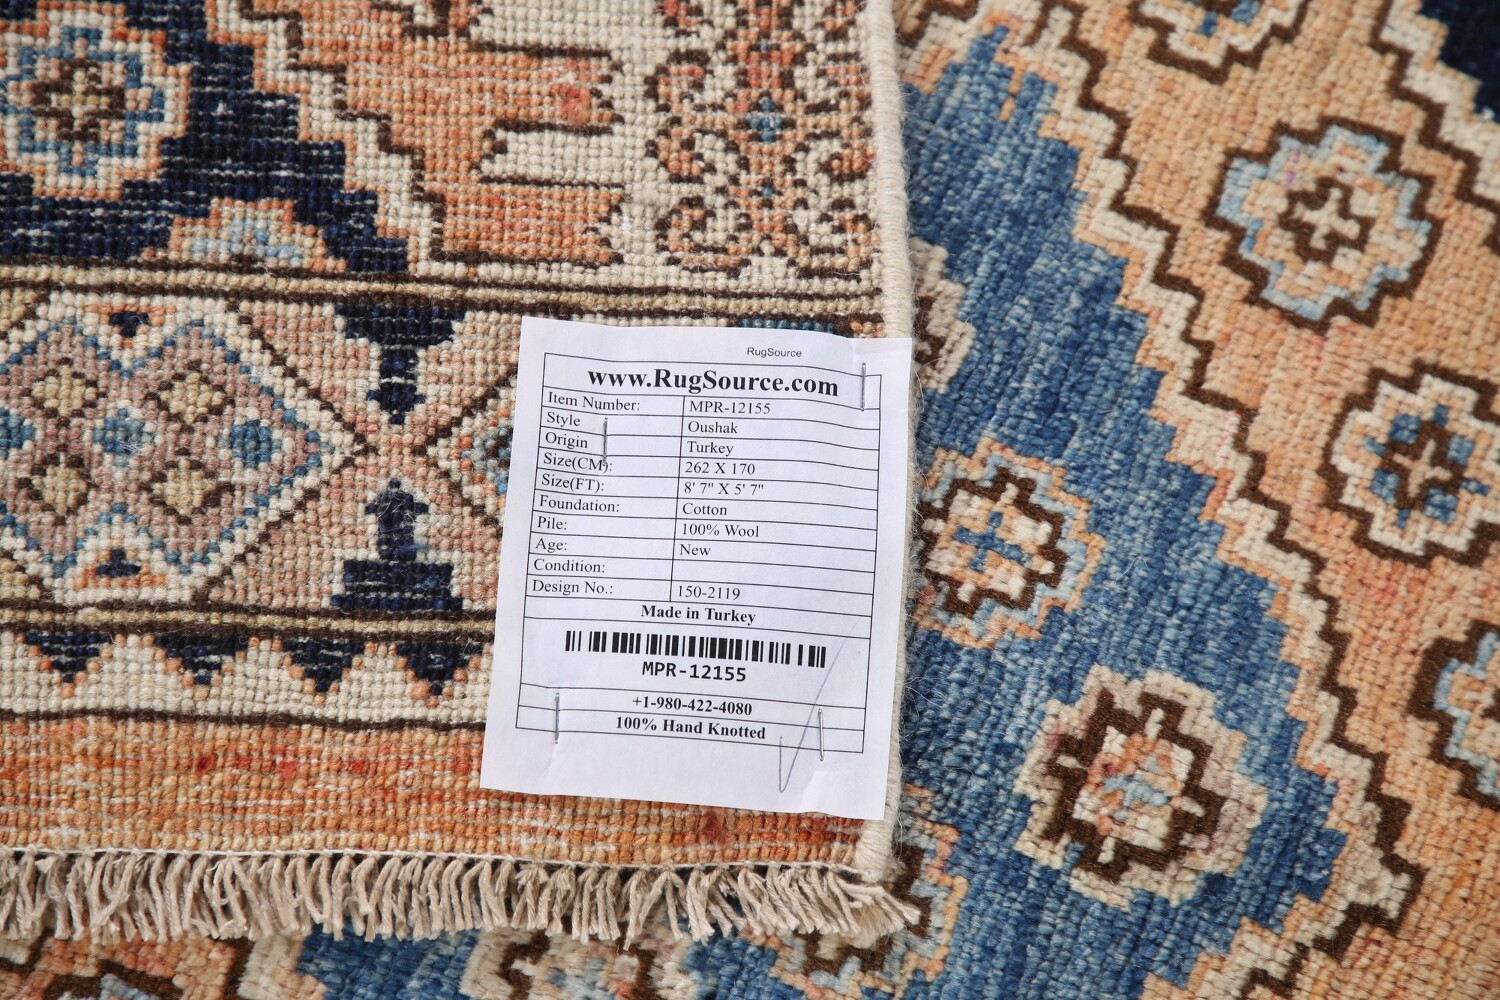 RugSource
www.RugSource.com
Item Number: MPR-12155
Style Oushak
Origin Turkey
Size(CM): 262 X 170
Size(FT): 8' 7" X 5' 7"
Foundation: Cotton
Pile: 100% Wool
Age: New
Condition:
Design No.: 150-2119
Made in Turkey
MPR-12155
+1-980-422-4080
100% Hand Knotted